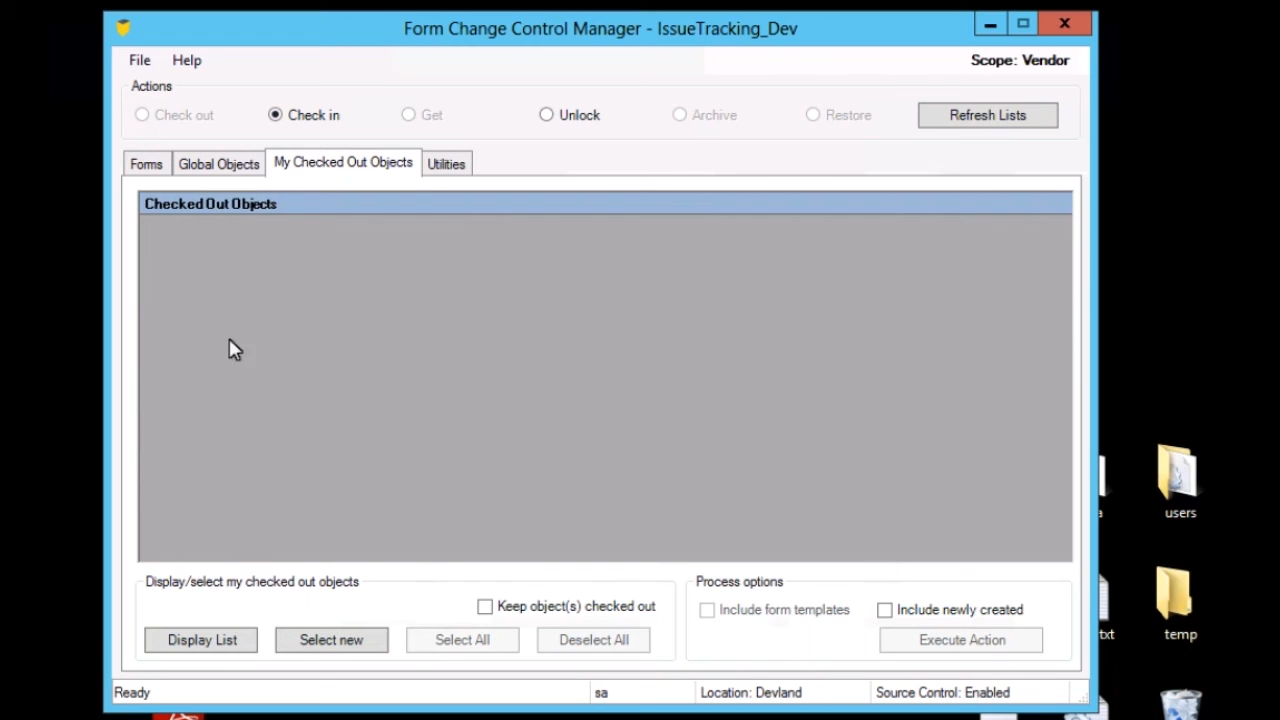 Form Change Control Manager - IssueTracking_Dev
File Help Scope: Vendor
Actions
Check out Check in Get Unlock Archive Restore Refresh Lists
Forms Global Objects My Checked Out Objects Utilities
Checked Out Objects
users
Display/select my checked out objects Process options
Keep object(s) checked out Include form templates Include newly created
Display List Select new Select All Deselect All Execute Action
txt temp
Ready sa Location: Devland Source Control: Enabled